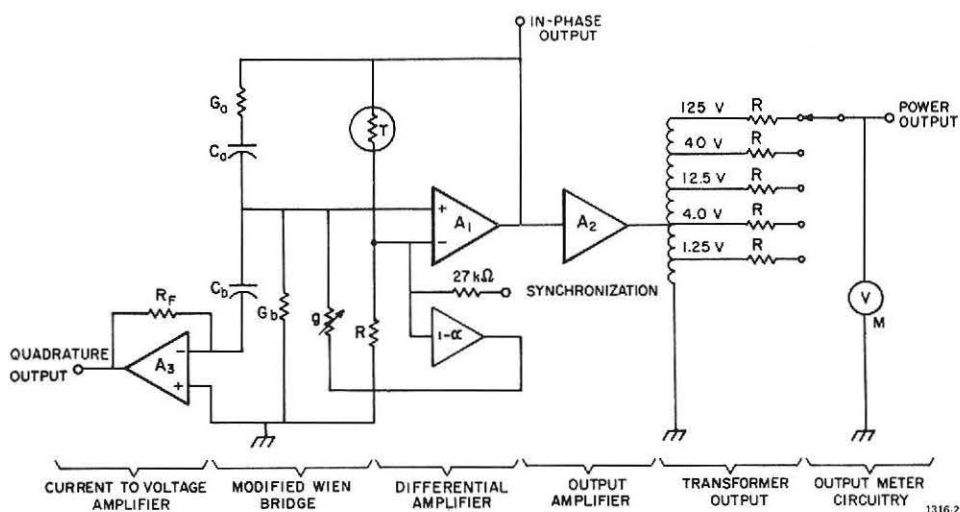 IN-PHASE
OUTPUT
Ga
Ca
T
125 V
R
POWER
OUTPUT
40 V
R
12.5 V
R
4.0 V
R
1.25 V
R
+
A1
-
A2
27kΩ
SYNCHRONIZATION
RF
Cb
Gb
g
R
1-α
V
M
QUADRATURE
OUTPUT
A3
-
+
CURRENT TO VOLTAGE
AMPLIFIER
MODIFIED WIEN
BRIDGE
DIFFERENTIAL
AMPLIFIER
OUTPUT
AMPLIFIER
TRANSFORMER
OUTPUT
OUTPUT METER
CIRCUITRY
1316-2